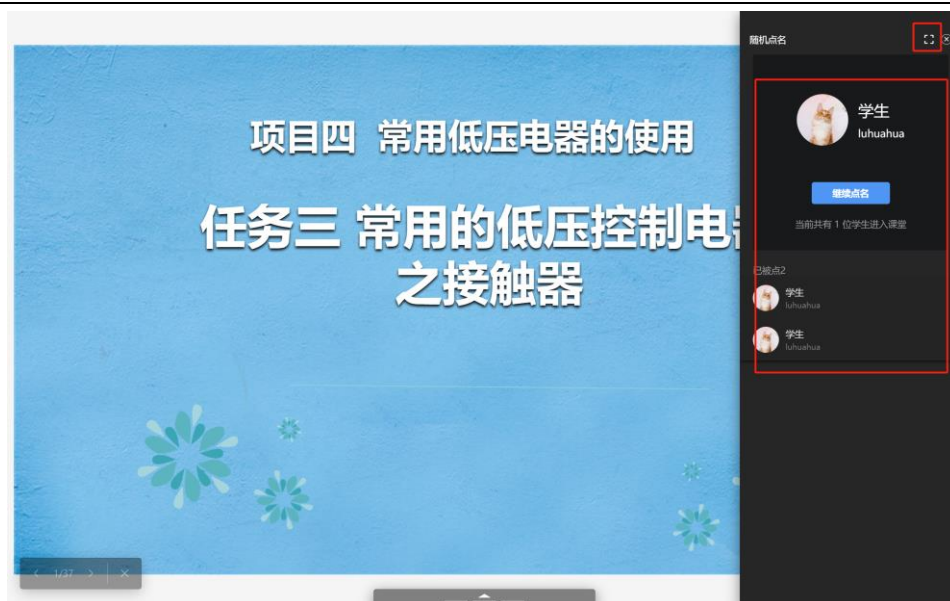 项目四 常用低压电器的使用
任务三 常用的低压控制电
之接触器
1/37
随机点名
学生
luhuahua
继续点名
当前共有 1 位学生进入课堂
已被点2
学生
luhuahua
学生
luhuahua